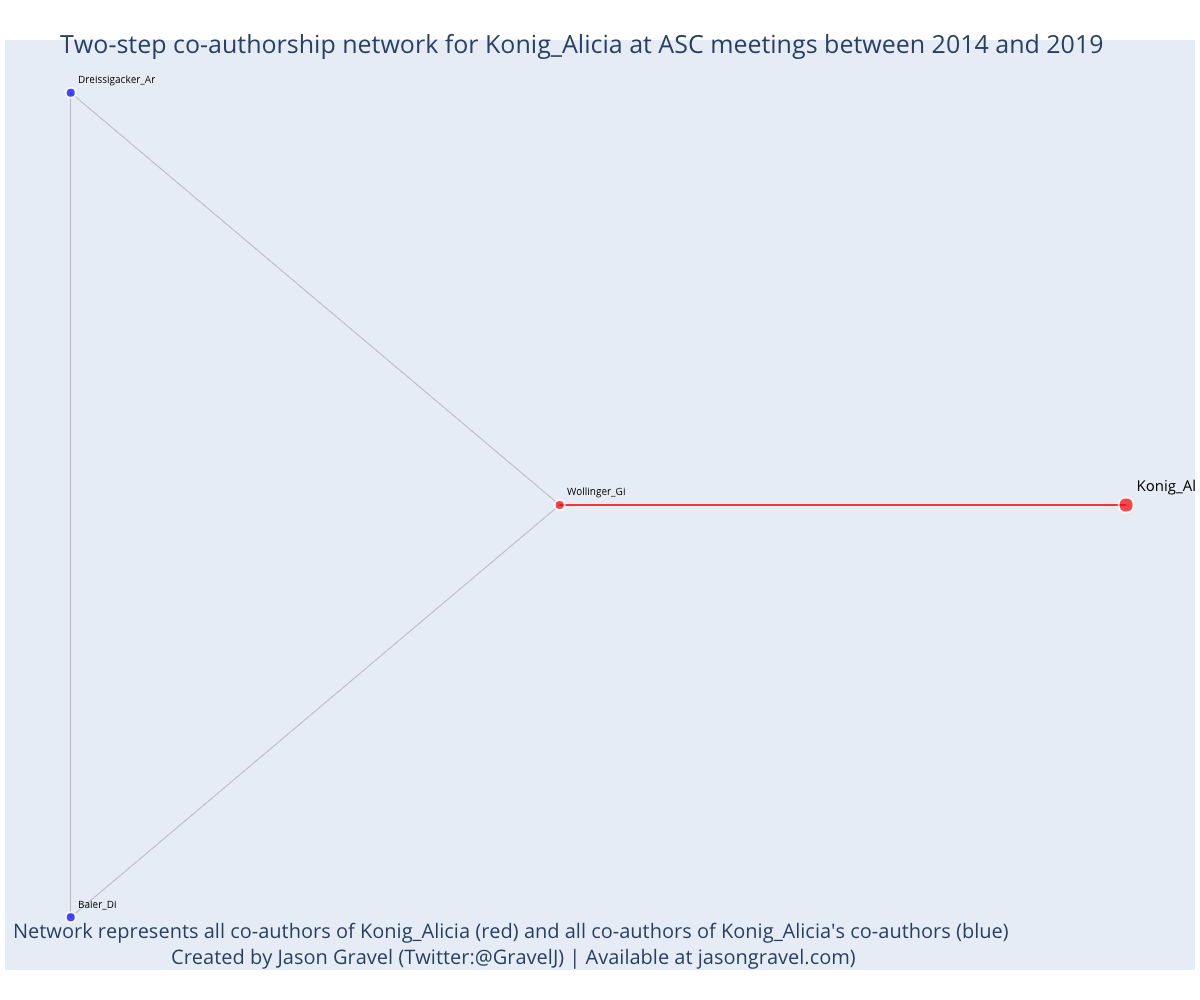 Two-step co-authorship network for Konig_Alicia at ASC meetings between 2014 and 2019
Dreissigacker_Ar
Konig_Al
Wollinger_Gi
Baier_Di
Network represents all co-authors of Konig_Alicia (red) and all co-authors of Konig_Alicia's co-authors (blue)
Created by Jason Gravel (Twitter:@GravelJ) | Available at jasongravel.com)